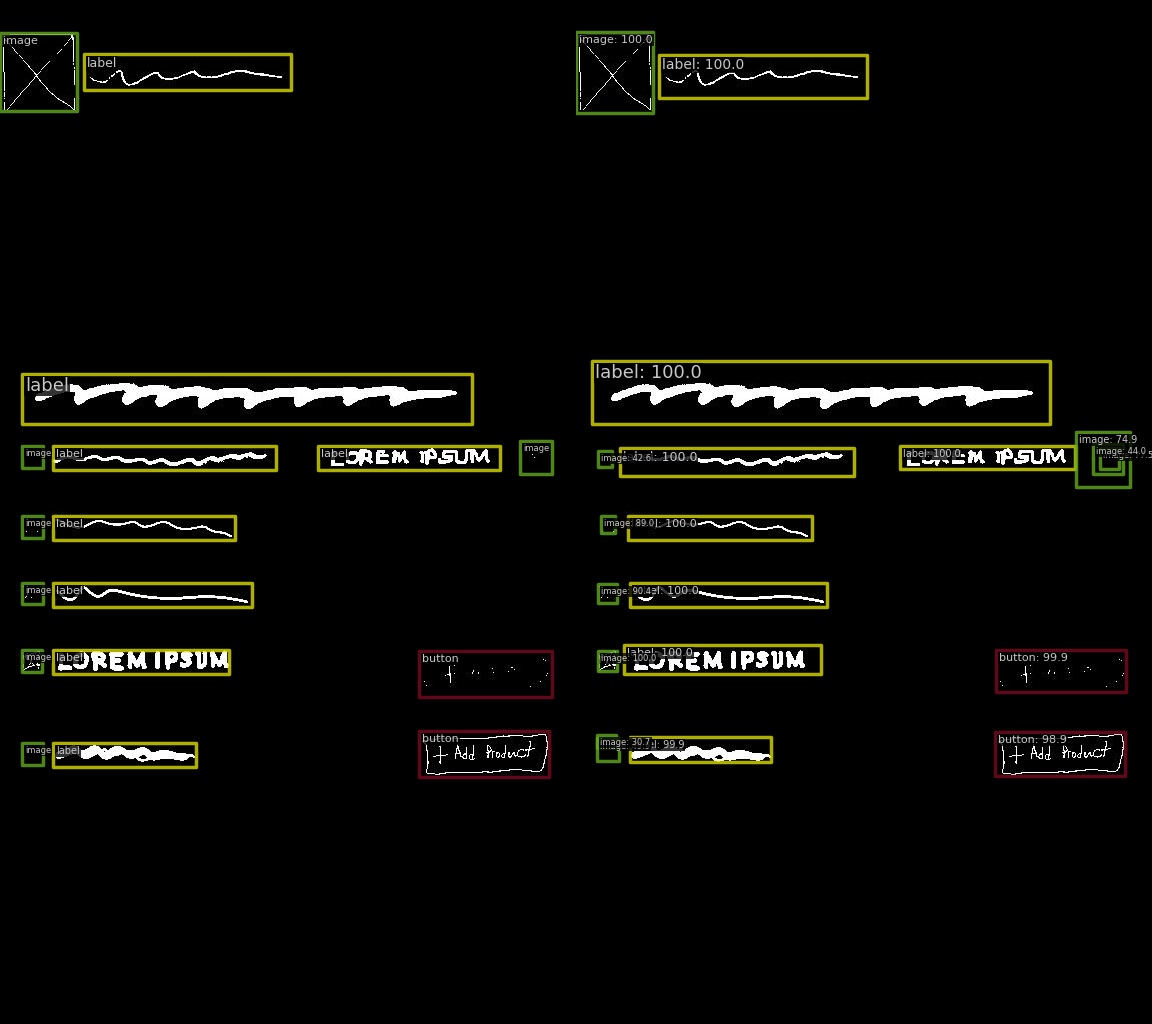 image image: 100.0
label label: 100.0
label label: 100.0
image label label image : 100.0 label: 100.0 image: 74.9
LOREM IPSUM LOREM IPSUM image: 44.0
image: 42.6
image label image: 89.0 : 100.0
image label image: 90.4 : 100.0
image label label: 100.0
LOREM IPSUM image: 100.0 LOREM IPSUM
button button: 99.9
image label image: 30.7 : 99.9
button button: 98.9
+ Add Product + Add Product